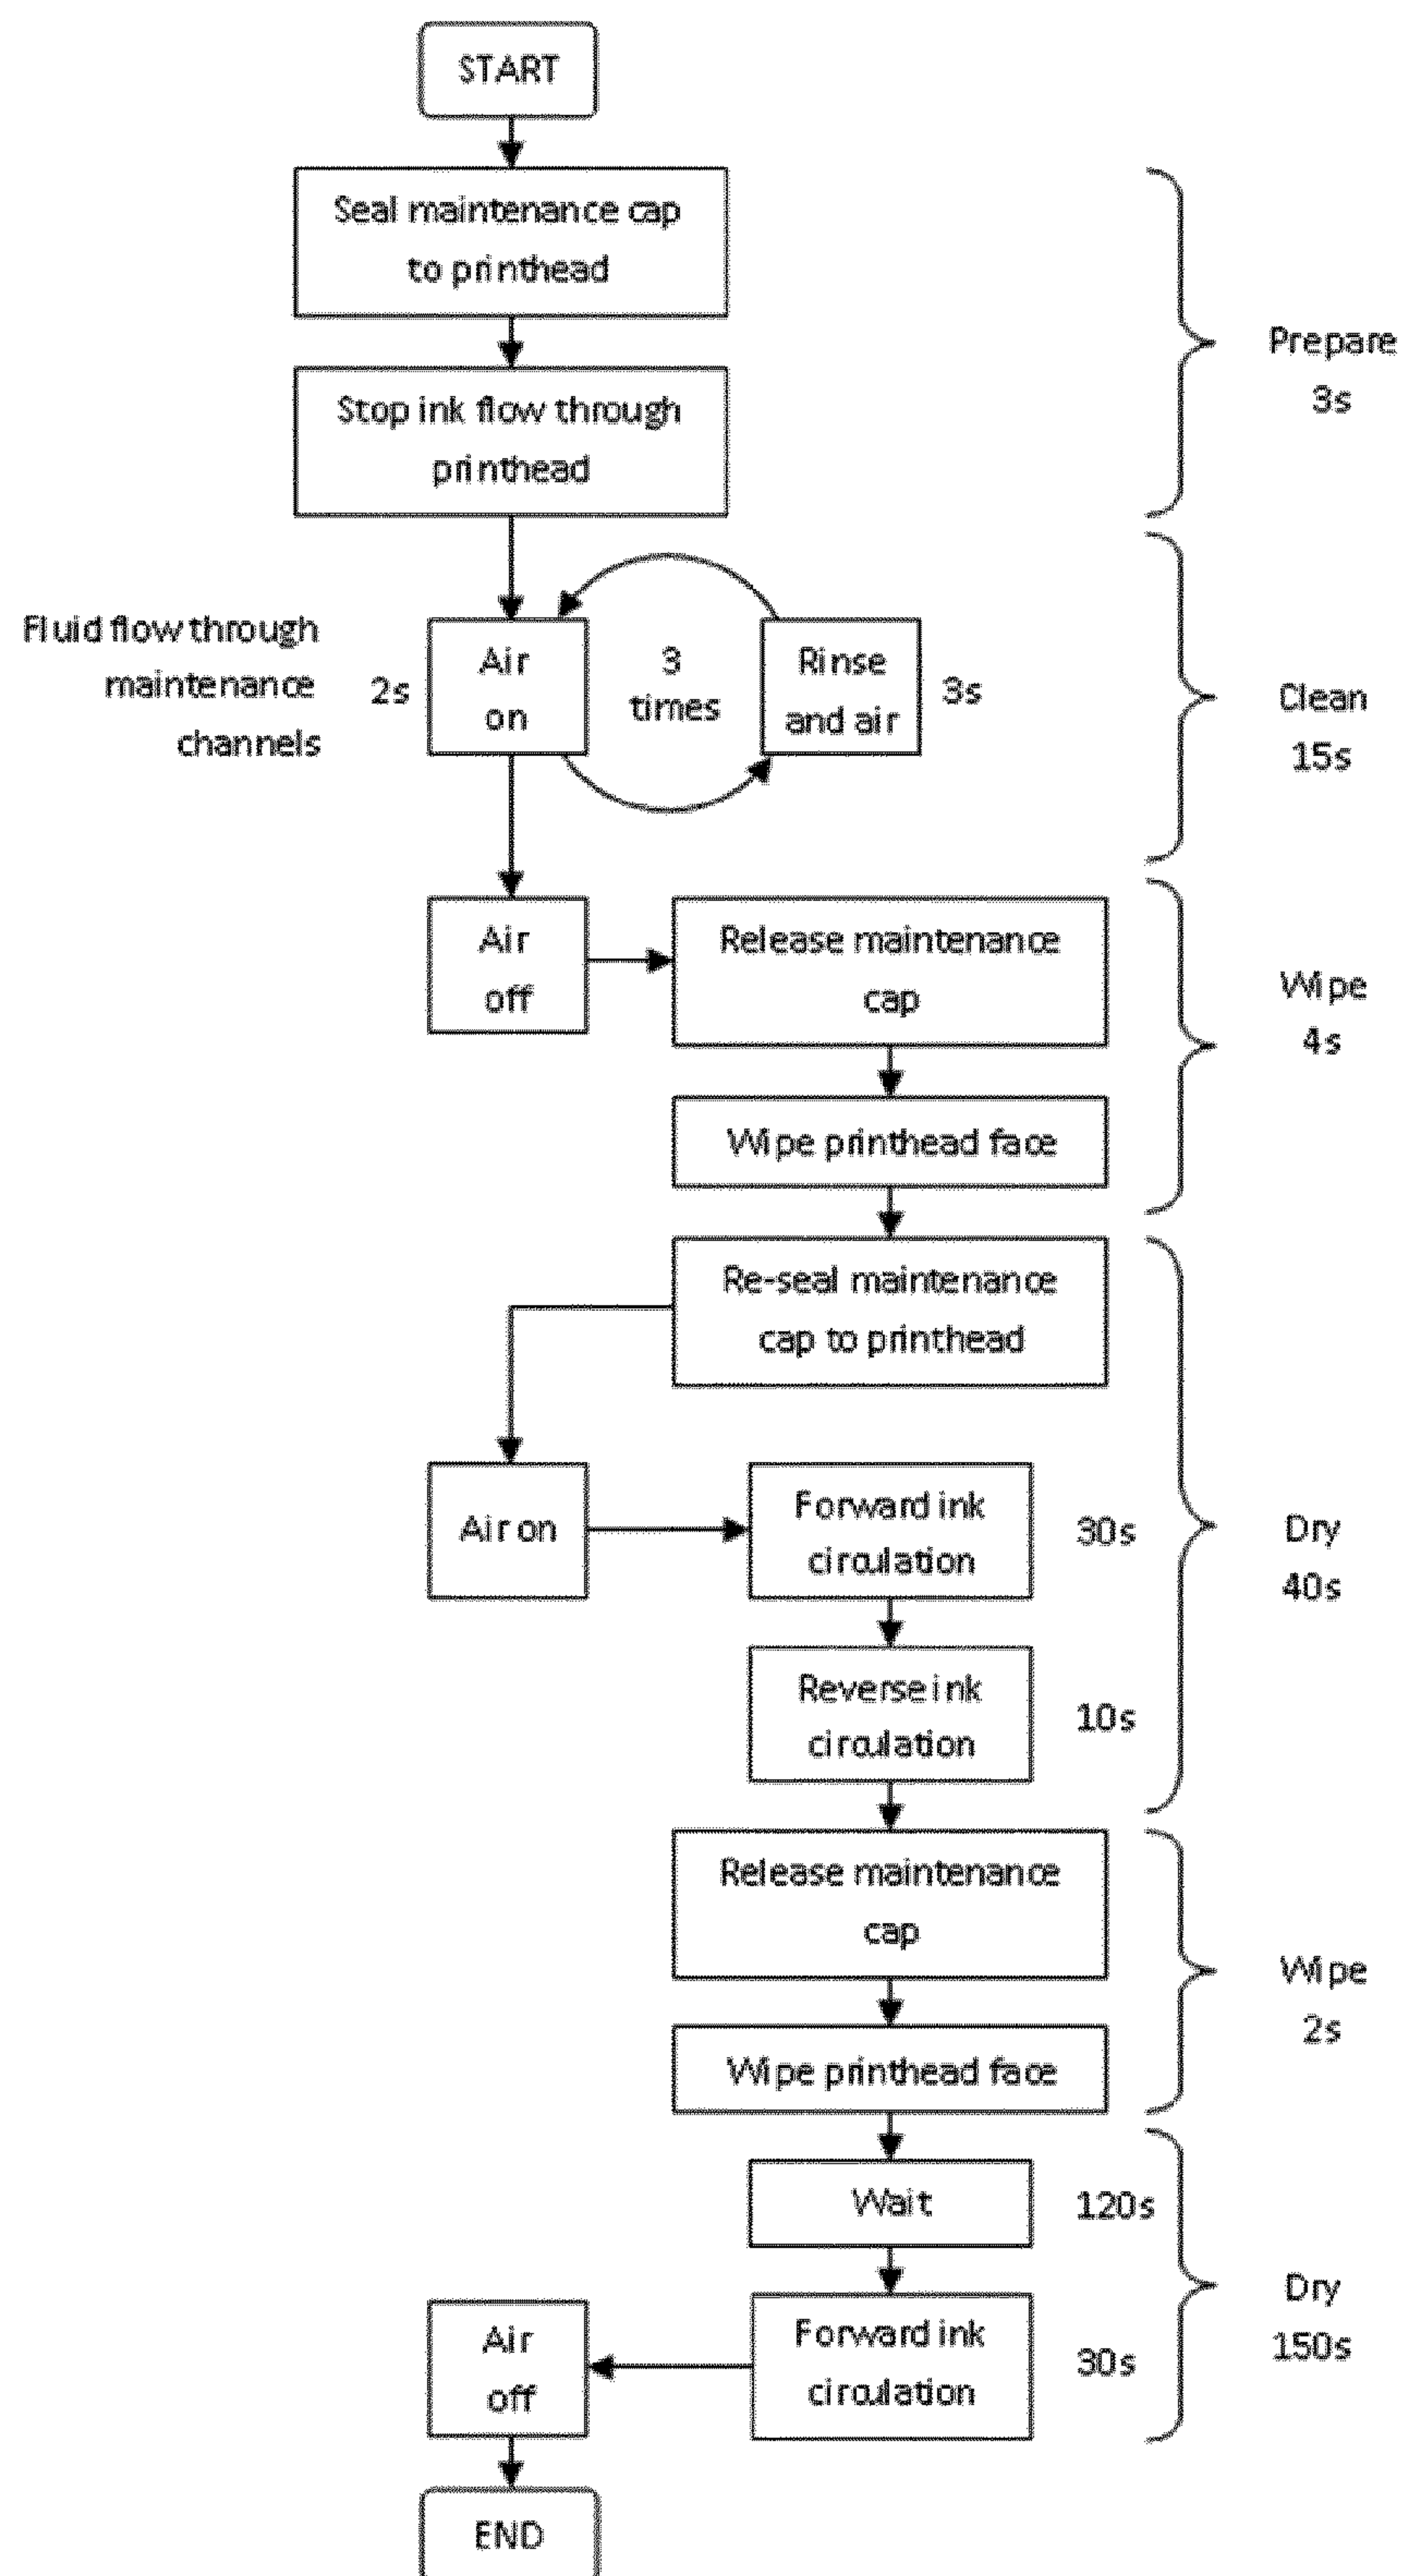 START
Seal maintenance cap
to printhead
Stop ink flow through
printhead
Prepare
3s
Fluid flow through
maintenance
channels
2s
Air
on
3
times
Rinse
and air
3s
Clean
15s
Air
off
Release maintenance
cap
Wipe printhead face
Wipe
4s
Re-seal maintenance
cap to printhead
Air on
Forward ink
circulation
30s
Reverse ink
circulation
10s
Dry
40s
Release maintenance
cap
Wipe printhead face
Wipe
2s
Wait
120s
Forward ink
circulation
30s
Dry
150s
Air
off
END